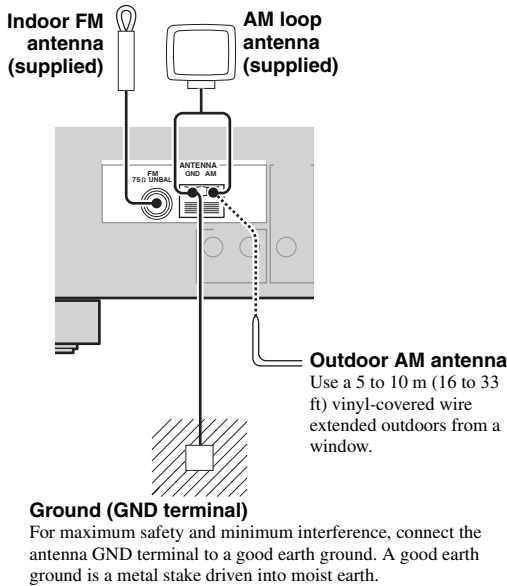 Indoor FM
antenna
(supplied)
AM loop
antenna
(supplied)
ANTENNA
GND AM
FM
75Ω UNBAL
Outdoor AM antenna
Use a 5 to 10 m (16 to 33
ft) vinyl-covered wire
extended outdoors from a
window.
Ground (GND terminal)
For maximum safety and minimum interference, connect the
antenna GND terminal to a good earth ground. A good earth
ground is a metal stake driven into moist earth.